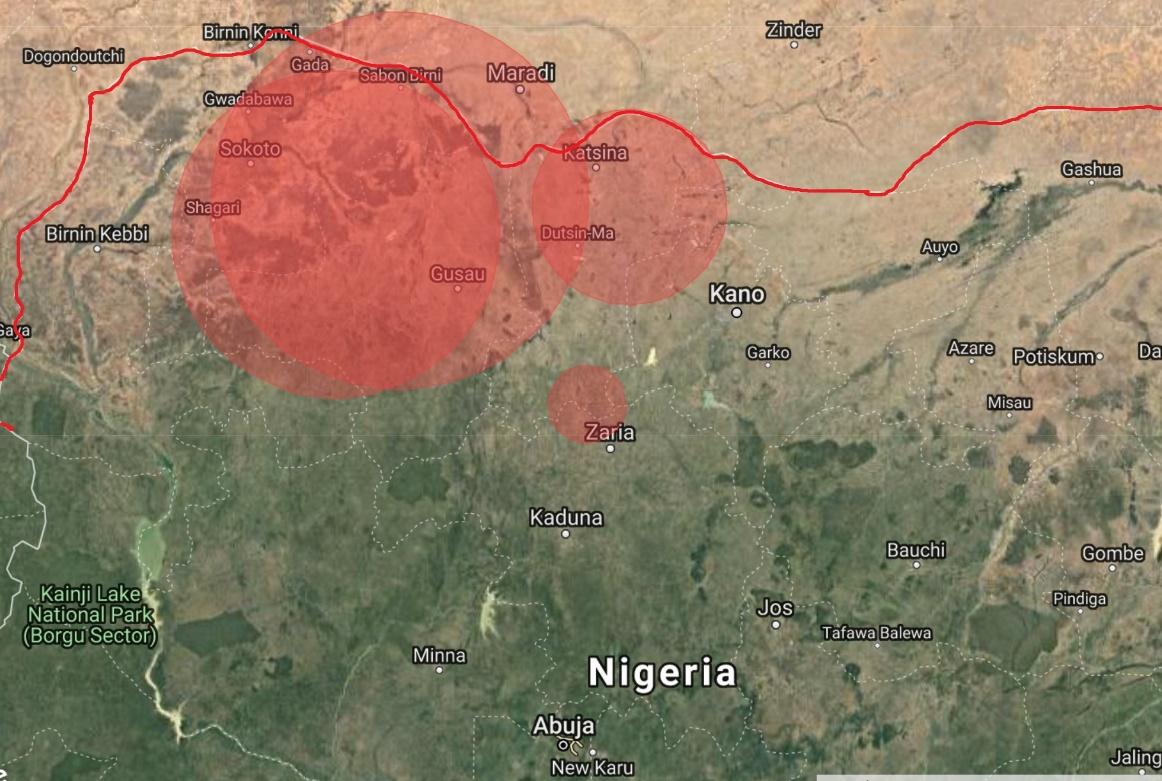 Birnin Konni
Zinder
Dogondoutchi
Gada
Sabon Birni
Maradi
Gwadabawa
Sokoto
Katsina
Gashua
Shagari
Birnin Kebbi
Dutsin-Ma
Auyo
Gusau
Kano
Gaya
Garko
Azare
Potiskum
Da
Misau
Zaria
Kaduna
Bauchi
Gombe
Kainji Lake
National Park
(Borgu Sector)
Pindiga
Jos
Tafawa Balewa
Minna
Nigeria
Abuja
New Karu
Jaling